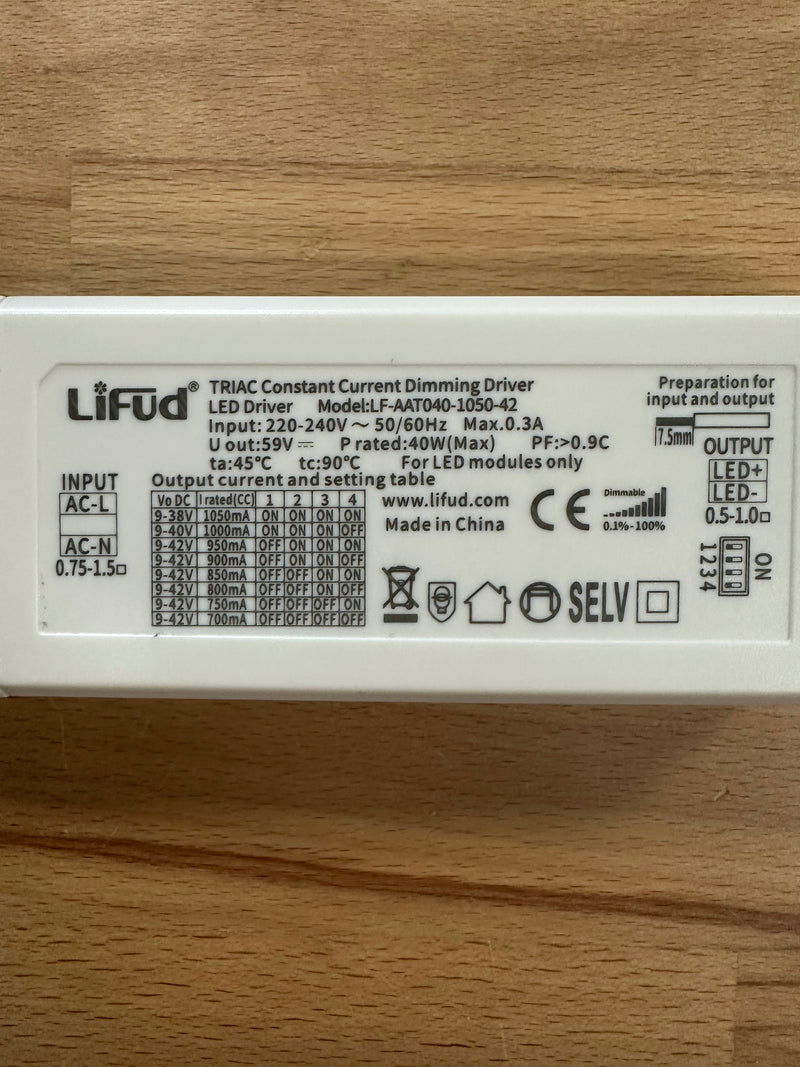 LiFud®
TRIAC Constant Current Dimming Driver
LED Driver Model:LF-AAT040-1050-42
Input: 220-240V ~ 50/60Hz Max.0.3A
U out:59V ⎓ P rated:40W(Max) PF:>0.9C
ta:45℃ tc:90℃ For LED modules only
Preparation for
input and output
7.5mm
INPUT
AC-L
AC-N
0.75-1.5□
Output current and setting table
Vo DC I rated(CC) 1 2 3 4
9-38V 1050mA ON ON ON ON
9-40V 1000mA ON ON ON OFF
9-42V 950mA OFF ON ON ON
9-42V 900mA OFF ON ON OFF
9-42V 850mA OFF OFF ON ON
9-42V 800mA OFF OFF ON OFF
9-42V 750mA OFF OFF OFF ON
9-42V 700mA OFF OFF OFF OFF
www.lifud.com
Made in China
CE
Dimmable
0.1%-100%
SELV
OUTPUT
LED+
LED-
0.5-1.0□
1234
ON